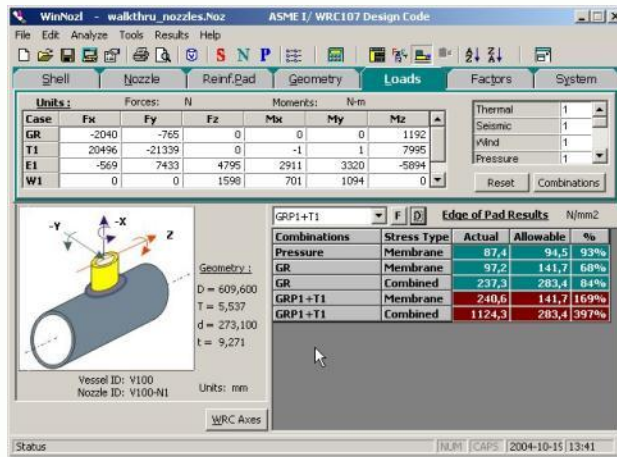 WinNozl - walkthru_nozzles.Noz ASME I/ WRC107 Design Code
File Edit Analyze Tools Results Help
S N P
Shell Nozzle Reinf.Pad Geometry Loads Factors System
Units: Forces: N Moments: N-m
Case Fx Fy Fz Mx My Mz
GR -2040 -765 0 0 0 1192
T1 20496 -21339 0 -1 1 7995
E1 -569 7433 4795 2911 3320 -5894
W1 0 0 1598 701 1094 0
Thermal 1
Seismic 1
Wind 1
Pressure 1
Reset Combinations
-Y -X Z
Geometry :
D = 609,600
T = 5,537
d = 273,100
t = 9,271
Vessel ID: V100
Nozzle ID: V100-N1
Units: mm
WRC Axes
GRP1+T1 F D Edge of Pad Results N/mm2
Combinations Stress Type Actual Allowable %
Pressure Membrane 87,4 94,5 93%
GR Membrane 97,2 141,7 68%
GR Combined 237,3 283,4 84%
GRP1+T1 Membrane 240,6 141,7 169%
GRP1+T1 Combined 1124,3 283,4 397%
Status NUM CAPS 2004-10-15 13:41